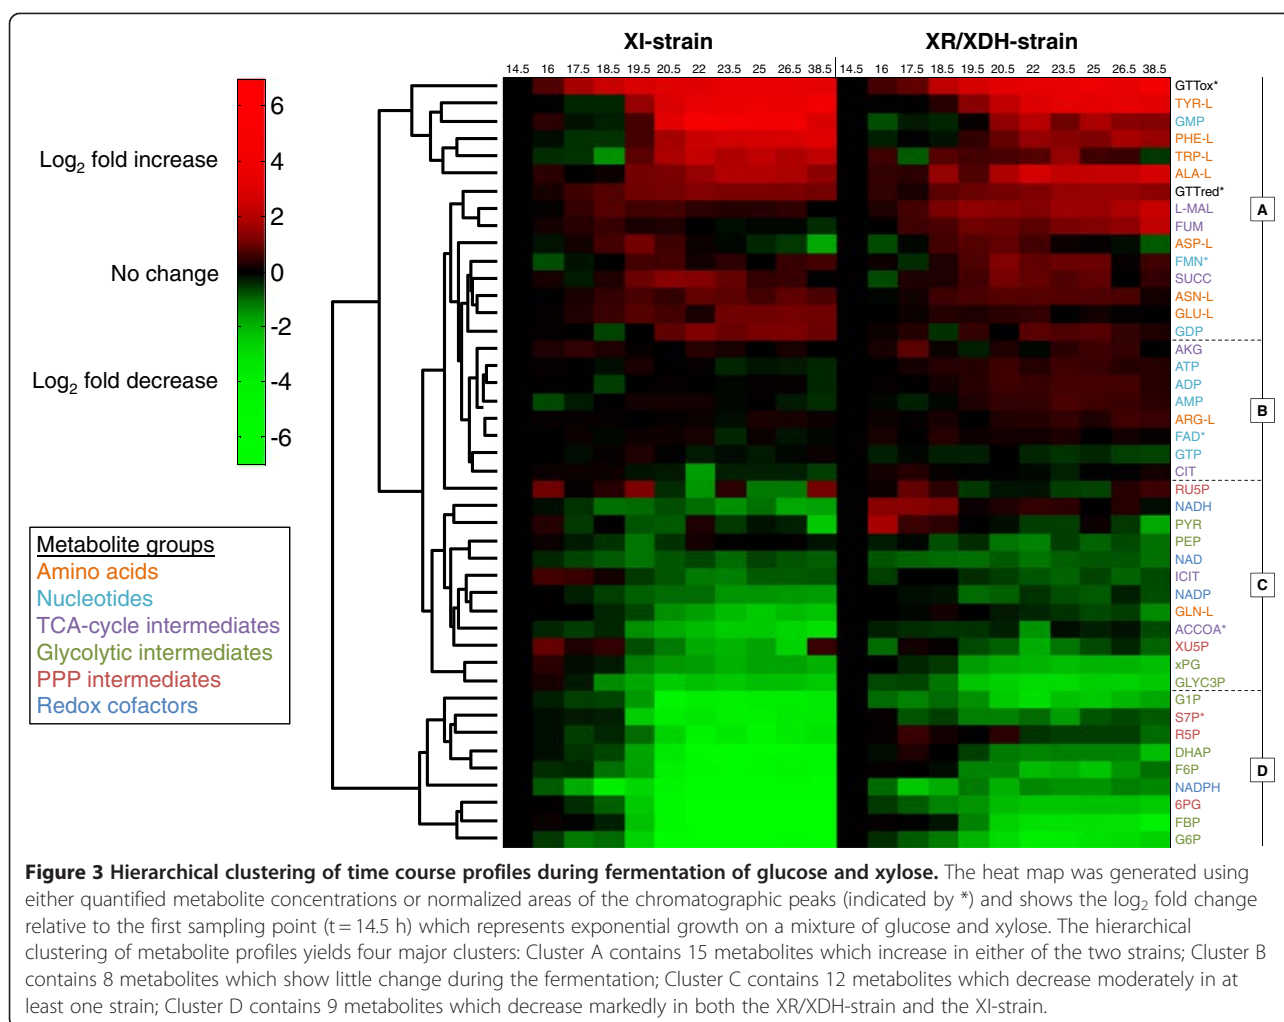 XI-strain XR/XDH-strain
14.5 16 17.5 18.5 19.5 20.5 22 23.5 25 26.5 38.5 14.5 16 17.5 18.5 19.5 20.5 22 23.5 25 26.5 38.5
6
4
2
0
-2
-4
-6
Log2 fold increase
No change
Log2 fold decrease
GTTox*
TYR-L
GMP
PHE-L
TRP-L
ALA-L
GTTred*
L-MAL
FUM
ASP-L
FMN*
SUCC
ASN-L
GLU-L
GDP
AKG
ATP
ADP
AMP
ARG-L
FAD*
GTP
CIT
RU5P
NADH
PYR
PEP
NAD
ICIT
NADP
GLN-L
ACCOA*
XU5P
xPG
GLYC3P
G1P
S7P*
R5P
DHAP
F6P
NADPH
6PG
FBP
G6P
A
B
C
D
Metabolite groups
Amino acids
Nucleotides
TCA-cycle intermediates
Glycolytic intermediates
PPP intermediates
Redox cofactors
Figure 3 Hierarchical clustering of time course profiles during fermentation of glucose and xylose. The heat map was generated using
either quantified metabolite concentrations or normalized areas of the chromatographic peaks (indicated by *) and shows the log2 fold change
relative to the first sampling point (t = 14.5 h) which represents exponential growth on a mixture of glucose and xylose. The hierarchical
clustering of metabolite profiles yields four major clusters: Cluster A contains 15 metabolites which increase in either of the two strains; Cluster B
contains 8 metabolites which show little change during the fermentation; Cluster C contains 12 metabolites which decrease moderately in at
least one strain; Cluster D contains 9 metabolites which decrease markedly in both the XR/XDH-strain and the XI-strain.